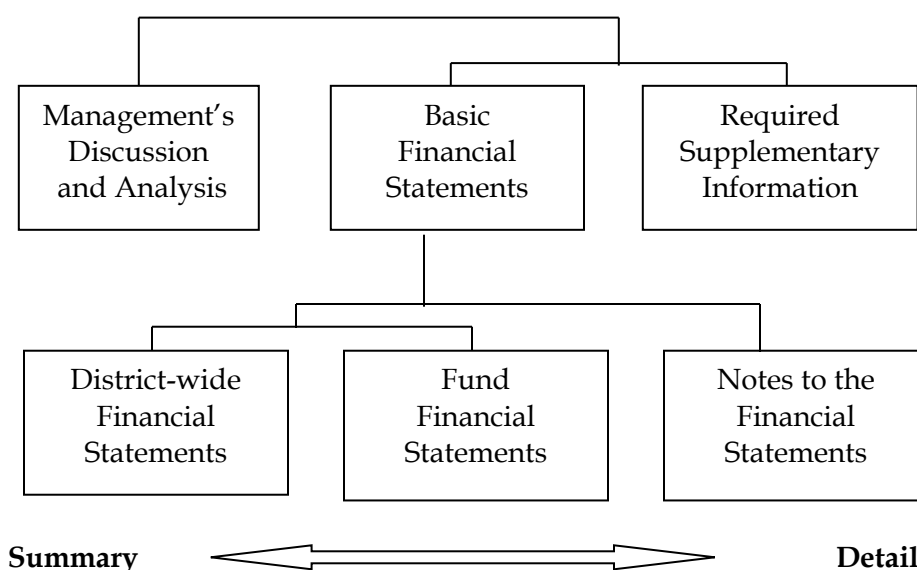 Management’s
Discussion
and Analysis
Basic
Financial
Statements
Required
Supplementary
Information
District-wide
Financial
Statements
Fund
Financial
Statements
Notes to the
Financial
Statements
Summary
Detail